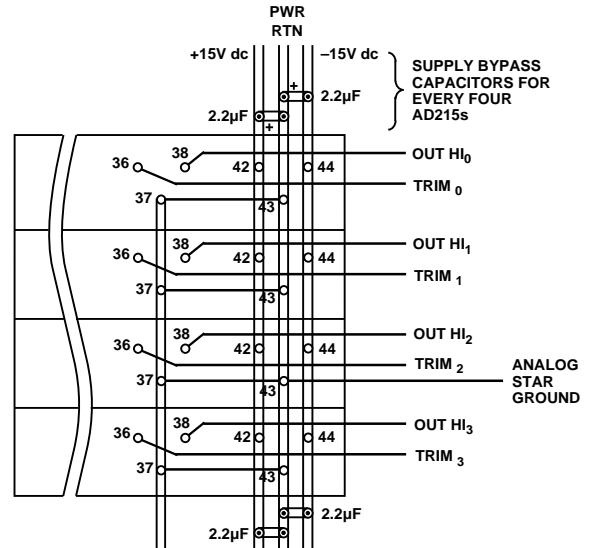 PWR
RTN
+15V dc
–15V dc
+
2.2µF
2.2µF
+
SUPPLY BYPASS
CAPACITORS FOR
EVERY FOUR
AD215s
36
38
42
44
OUT HI0
TRIM 0
37
43
36
38
42
44
OUT HI1
TRIM 1
37
43
36
38
42
44
OUT HI2
TRIM 2
37
43
ANALOG
STAR
GROUND
36
38
42
44
OUT HI3
TRIM 3
37
43
2.2µF
2.2µF